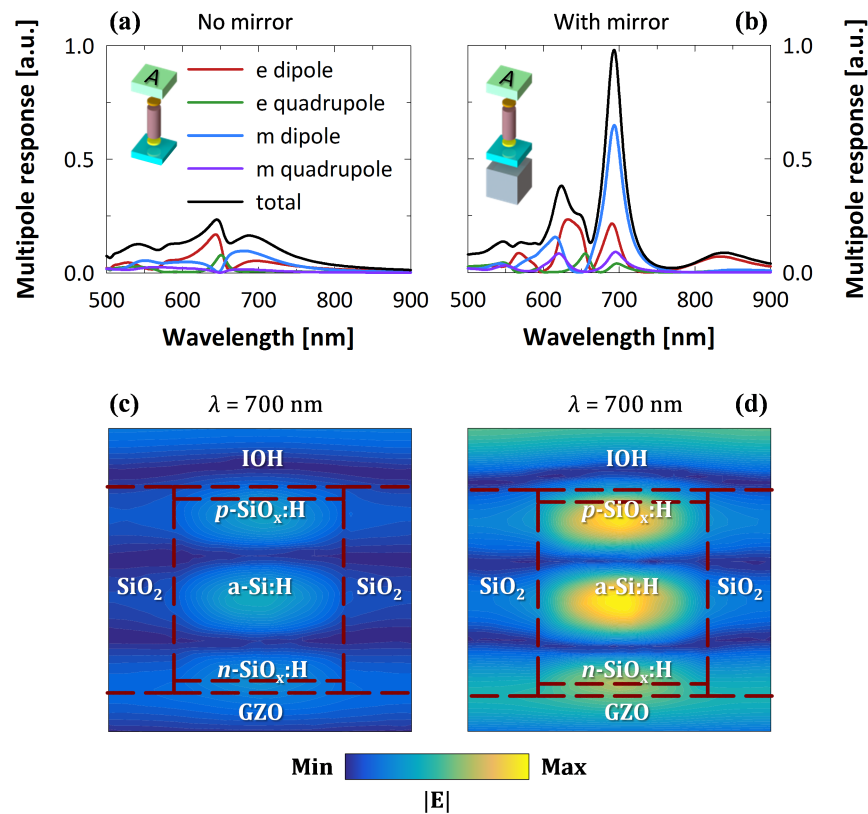 (a) No mirror
With mirror (b)
Multipole response [a.u.]
1.0
0.5
0.0
A
e dipole
e quadrupole
m dipole
m quadrupole
total
500 600 700 800 900
Wavelength [nm]
1.0
0.5
0.0
A
500 600 700 800 900
Wavelength [nm]
Multipole response [a.u.]
(c) λ = 700 nm
IOH
p-SiOₓ:H
SiO₂ a-Si:H SiO₂
n-SiOₓ:H
GZO
λ = 700 nm (d)
IOH
p-SiOₓ:H
SiO₂ a-Si:H SiO₂
n-SiOₓ:H
GZO
Min Max
|E|